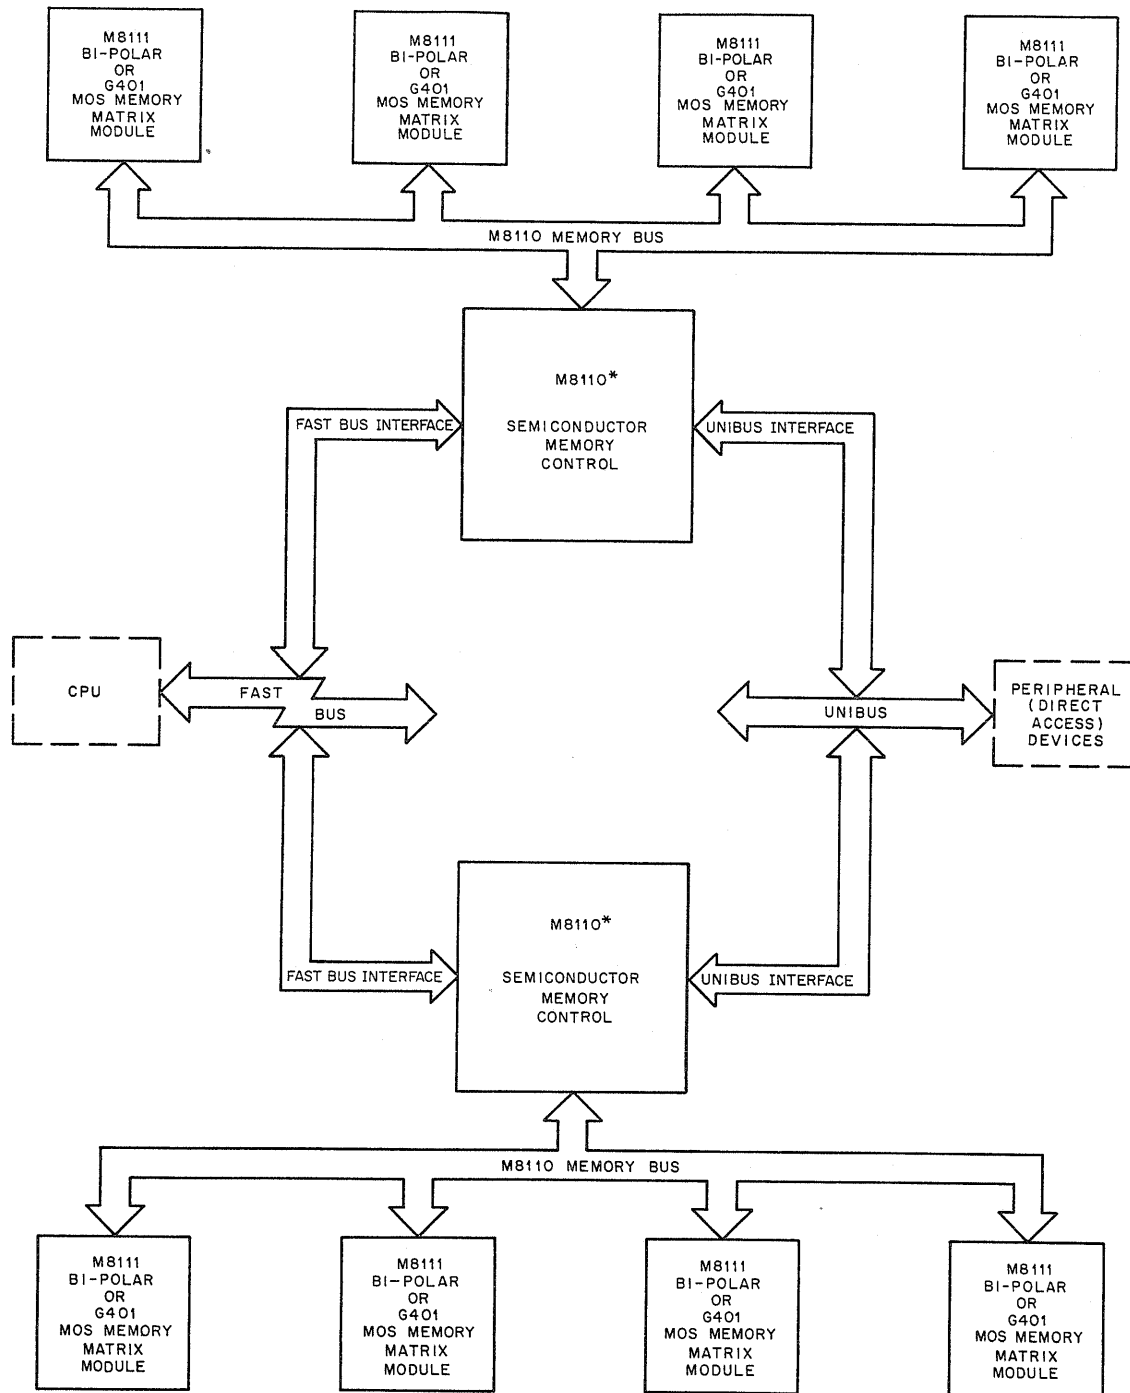 M8111
BI-POLAR
OR
G401
MOS MEMORY
MATRIX
MODULE
M8111
BI-POLAR
OR
G401
MOS MEMORY
MATRIX
MODULE
M8111
BI-POLAR
OR
G401
MOS MEMORY
MATRIX
MODULE
M8111
BI-POLAR
OR
G401
MOS MEMORY
MATRIX
MODULE
M8110 MEMORY BUS
M8110*
SEMICONDUCTOR
MEMORY
CONTROL
FAST BUS INTERFACE
UNIBUS INTERFACE
CPU
FAST
BUS
UNIBUS
PERIPHERAL
(DIRECT
ACCESS)
DEVICES
M8110*
SEMICONDUCTOR
MEMORY
CONTROL
FAST BUS INTERFACE
UNIBUS INTERFACE
M8110 MEMORY BUS
M8111
BI-POLAR
OR
G401
MOS MEMORY
MATRIX
MODULE
M8111
BI-POLAR
OR
G401
MOS MEMORY
MATRIX
MODULE
M8111
BI-POLAR
OR
G401
MOS MEMORY
MATRIX
MODULE
M8111
BI-POLAR
OR
G401
MOS MEMORY
MATRIX
MODULE